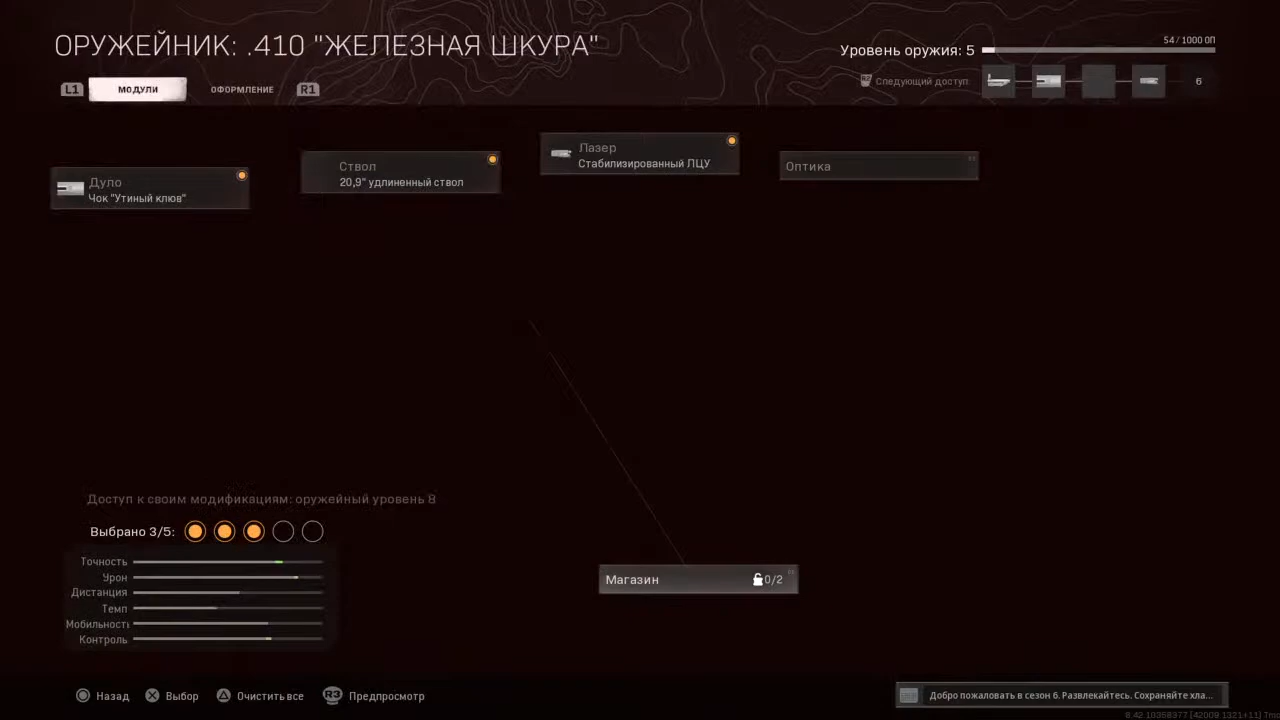 ОРУЖЕЙНИК: .410 "ЖЕЛЕЗНАЯ ШКУРА"
54 / 1000 ОП
Уровень оружия: 5
L1 МОДУЛИ ОФОРМЛЕНИЕ R1
Следующий доступ: 6
Лазер
Стабилизированный ЛЦУ
Ствол
20,9" удлиненный ствол
Оптика
Дуло
Чок "Утиный клюв"
Доступ к своим модификациям: оружейный уровень 8
Выбрано 3/5:
Точность
Урон
Дистанция
Темп
Мобильность
Контроль
Магазин 0/2
Назад Выбор Очистить все R3 Предпросмотр
Добро пожаловать в сезон 6. Развлекайтесь. Сохраняйте хла...